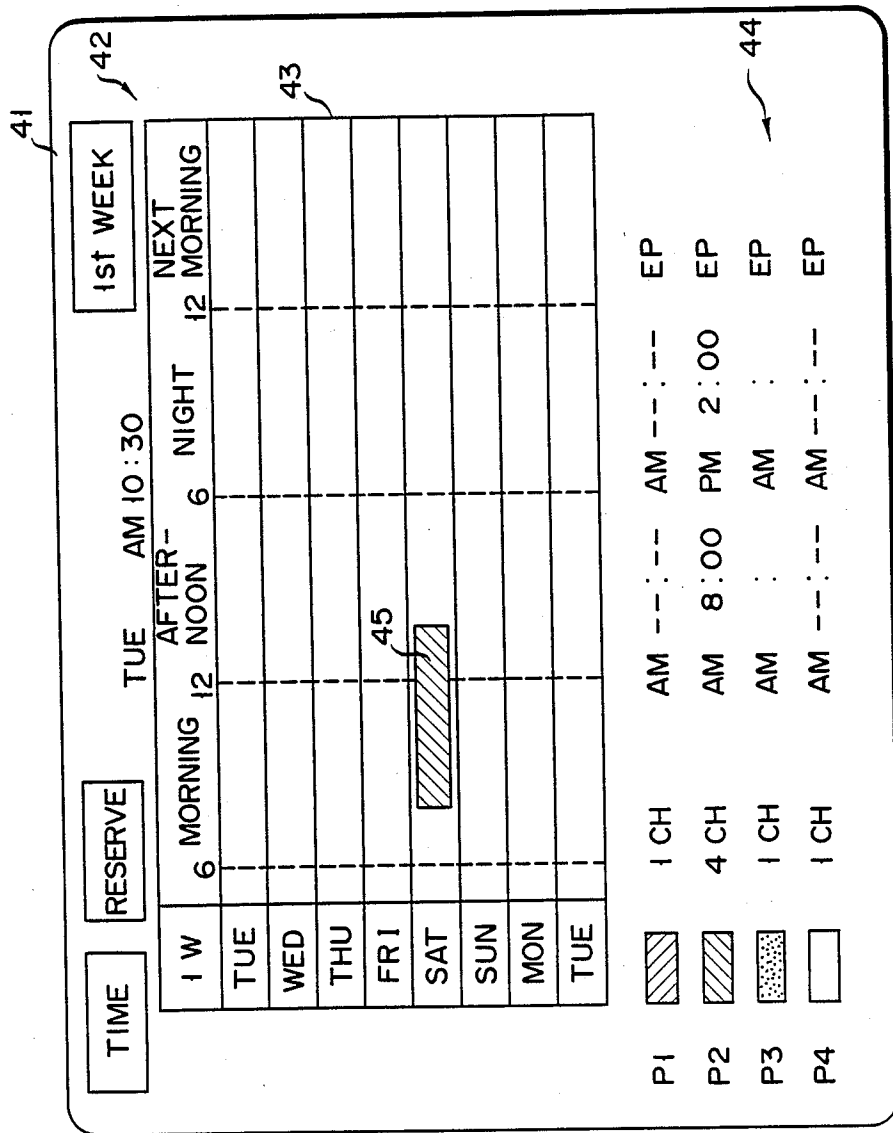 41
42
TIME RESERVE TUE AM 10:30 1st WEEK
1 W 6 MORNING 12 AFTER-NOON 6 NIGHT 12 NEXT MORNING
43
TUE
WED
THU
FRI
SAT
45
SUN
MON
TUE
P1 1 CH AM --:-- AM --:-- EP
P2 4 CH AM 8:00 PM 2:00 EP
P3 1 CH AM : AM : EP
P4 1 CH AM --:-- AM --:-- EP
44